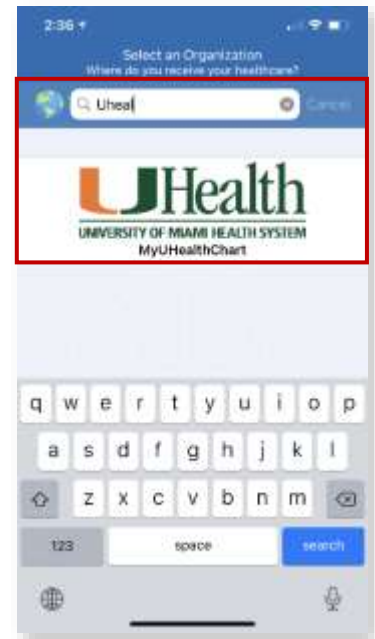 2:36
Select an Organization
Where do you receive your healthcare?
Uheal
Cancel
UHealth
UNIVERSITY OF MIAMI HEALTH SYSTEM
MyUHealthChart
q w e r t y u i o p
a s d f g h j k l
z x c v b n m
123 space search